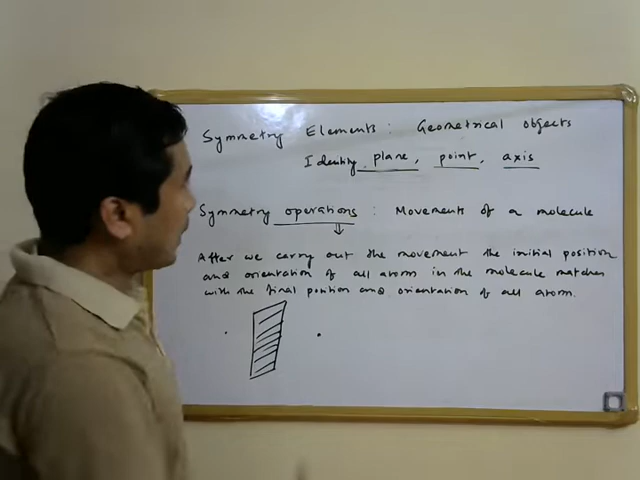 Symmetry Elements : Geometrical objects
Identity, plane, point, axis
Symmetry operations : Movements of a molecule
After we carry out the movement the initial position
and orientation of all atoms in the molecule matches
with the final position and orientation of all atoms.